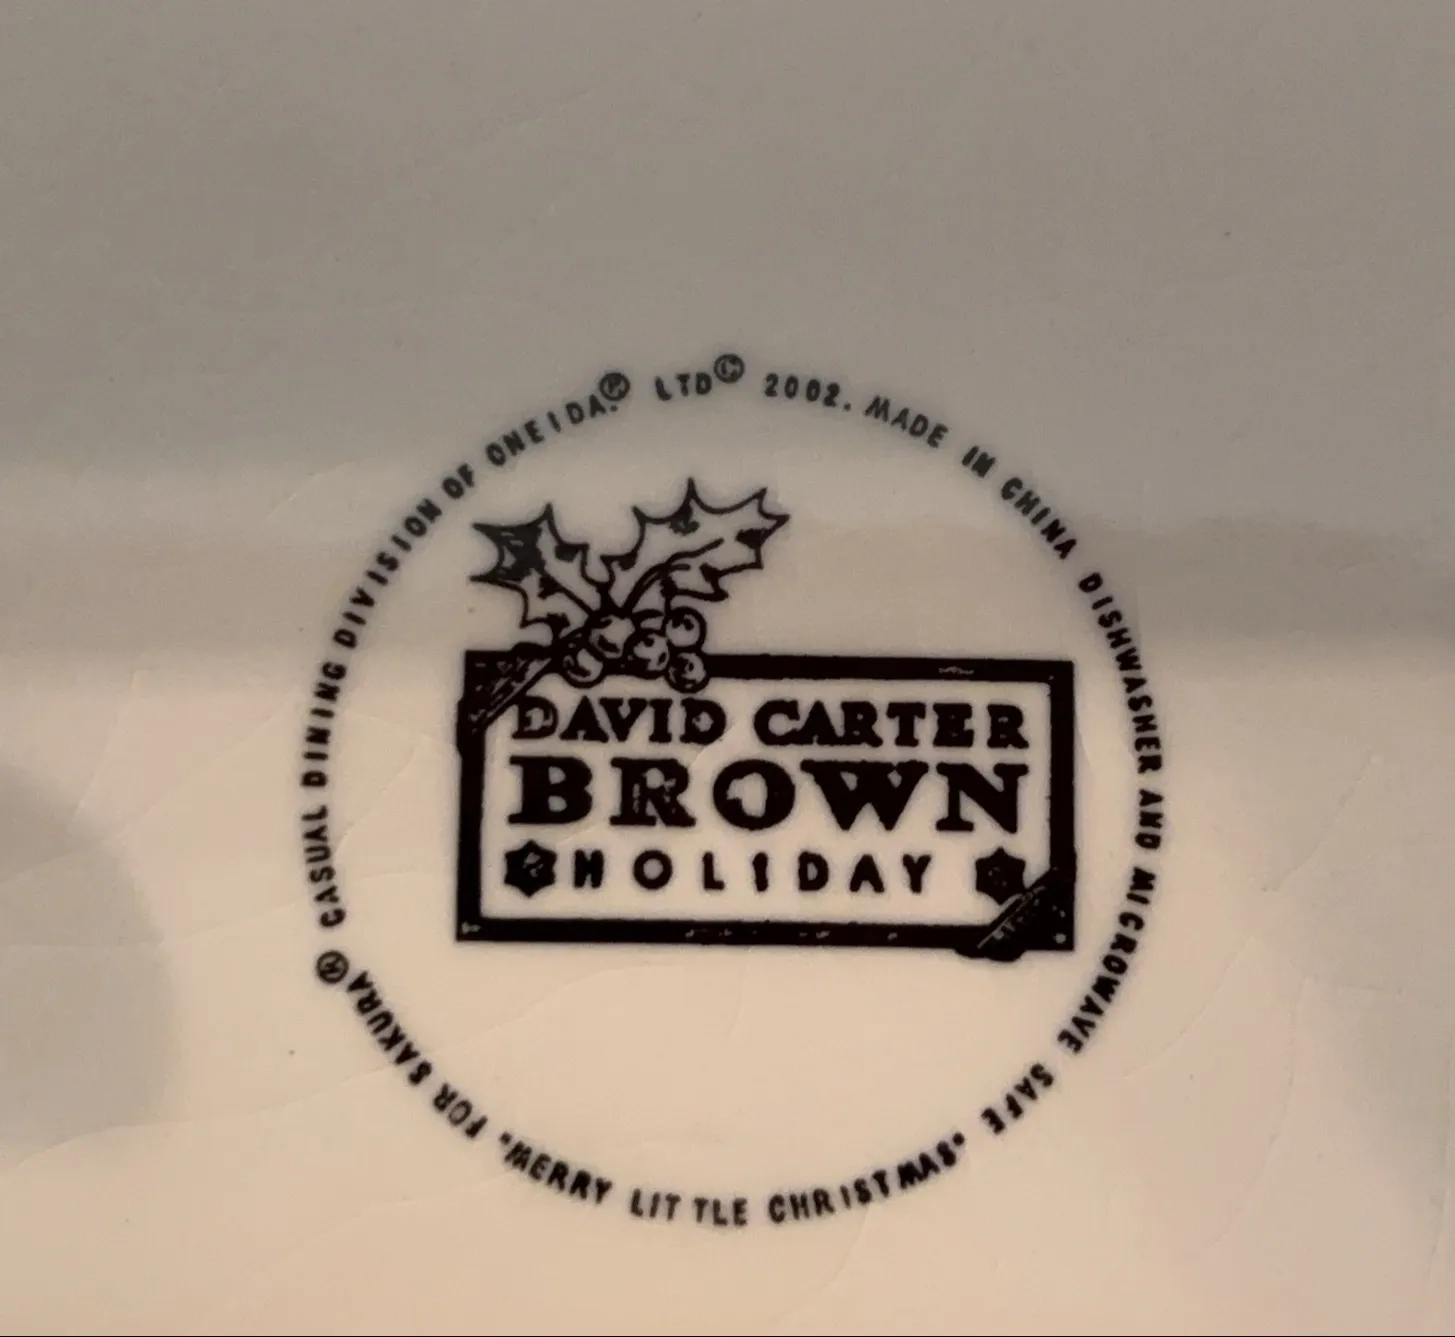 DAVID CARTER
BROWN
HOLIDAY
"MERRY LITTLE CHRISTMAS" FOR SAKURA® CASUAL DINING DIVISION OF ONEIDA.® LTD© 2002. MADE IN CHINA DISHWASHER AND MICROWAVE SAFE